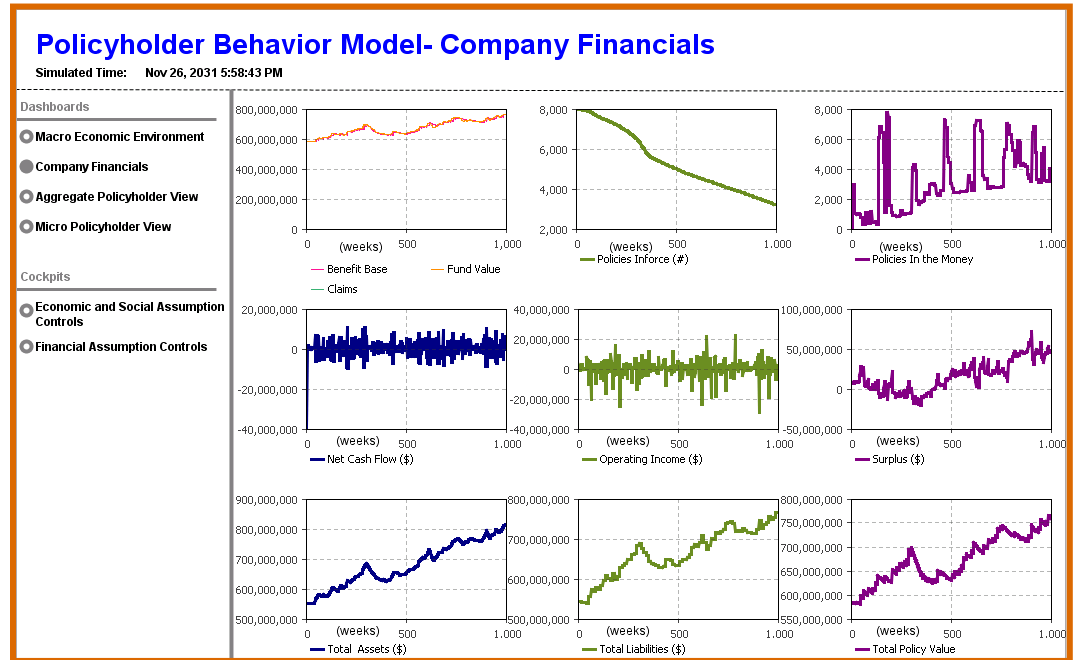 Policyholder Behavior Model- Company Financials
Simulated Time: Nov 26, 2031 5:58:43 PM
Dashboards
Macro Economic Environment
Company Financials
Aggregate Policyholder View
Micro Policyholder View
Cockpits
Economic and Social Assumption
Controls
Financial Assumption Controls
800,000,000
600,000,000
400,000,000
200,000,000
0
0 500 1,000
(weeks)
Benefit Base Fund Value
Claims
8,000
6,000
4,000
2,000
0 500 1,000
(weeks)
Policies Inforce (#)
8,000
6,000
4,000
2,000
0
0 500 1,000
(weeks)
Policies In the Money
20,000,000
0
-20,000,000
-40,000,000
0 500 1,000
(weeks)
Net Cash Flow ($)
40,000,000
20,000,000
0
-20,000,000
-40,000,000
0 500 1,000
(weeks)
Operating Income ($)
100,000,000
50,000,000
0
-50,000,000
0 500 1,000
(weeks)
Surplus ($)
900,000,000
800,000,000
700,000,000
600,000,000
500,000,000
0 500 1,000
(weeks)
Total Assets ($)
800,000,000
700,000,000
600,000,000
500,000,000
0 500 1,000
(weeks)
Total Liabilities ($)
800,000,000
750,000,000
700,000,000
650,000,000
600,000,000
550,000,000
0 500 1,000
(weeks)
Total Policy Value